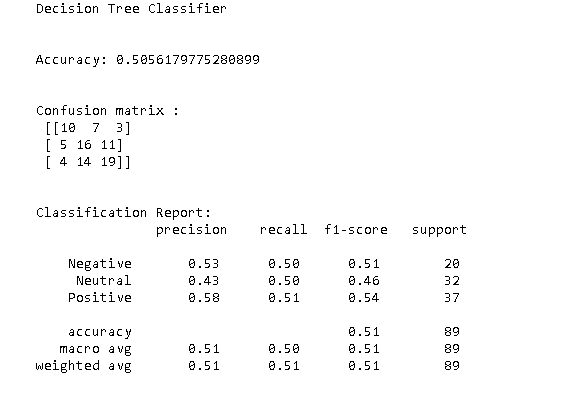 Decision Tree Classifier
Accuracy: 0.5056179775280899
Confusion matrix :
[[10 7 3]
[ 5 16 11]
[ 4 14 19]]
Classification Report:
precision recall f1-score support
Negative 0.53 0.50 0.51 20
Neutral 0.43 0.50 0.46 32
Positive 0.58 0.51 0.54 37
accuracy 0.51 89
macro avg 0.51 0.50 0.51 89
weighted avg 0.51 0.51 0.51 89